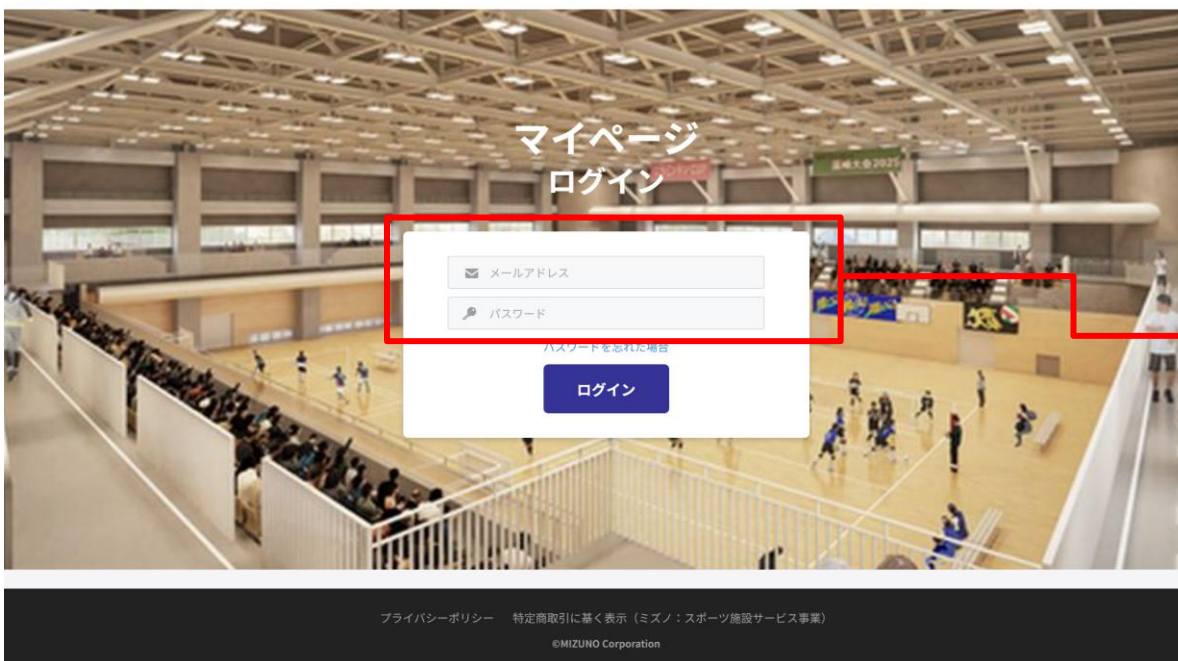 マイページ
ログイン
メールアドレス
パスワード
パスワードを忘れた場合
ログイン
プライバシーポリシー 特定商取引に基く表示（ミズノ：スポーツ施設サービス事業）
©MIZUNO Corporation